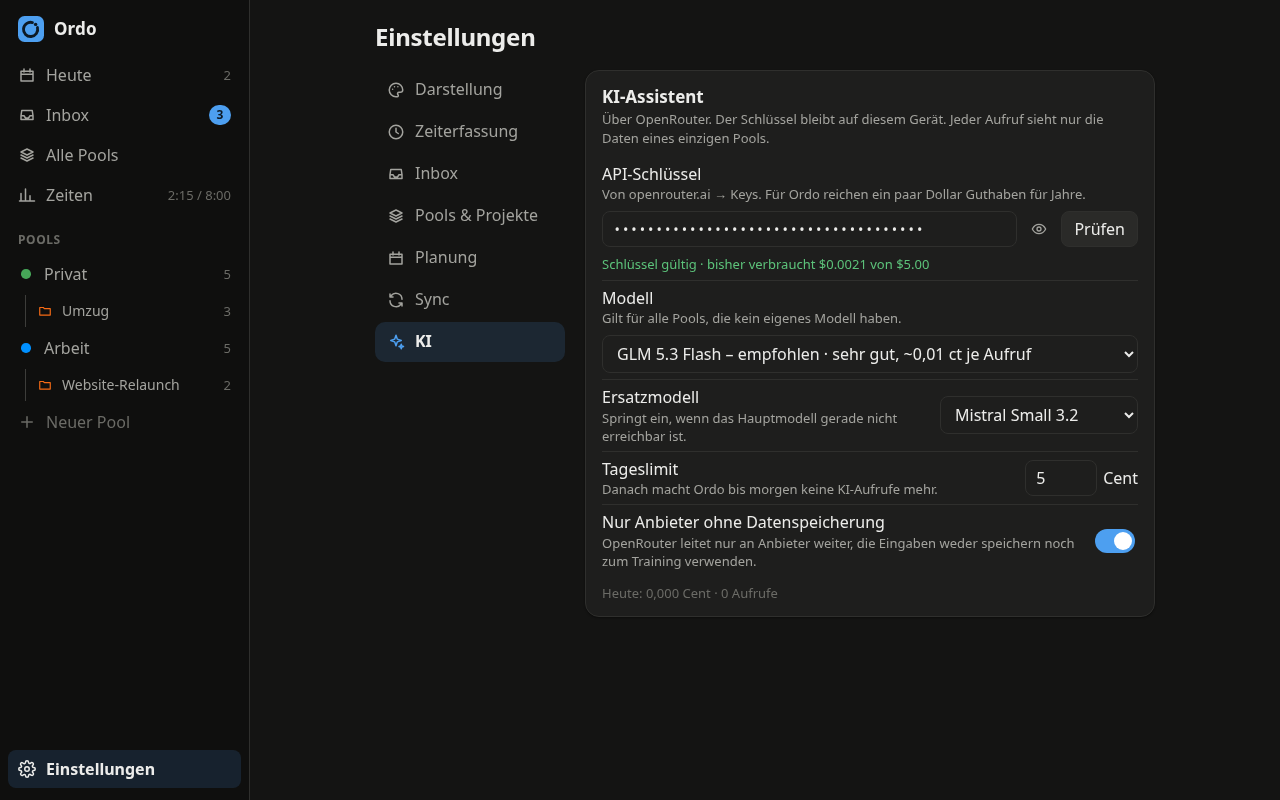 Ordo
Heute 2
Inbox 3
Alle Pools
Zeiten 2:15 / 8:00
POOLS
Privat 5
Umzug 3
Arbeit 5
Website-Relaunch 2
Neuer Pool
Einstellungen
Einstellungen
Darstellung
Zeiterfassung
Inbox
Pools & Projekte
Planung
Sync
KI
KI-Assistent
Über OpenRouter. Der Schlüssel bleibt auf diesem Gerät. Jeder Aufruf sieht nur die
Daten eines einzigen Pools.
API-Schlüssel
Von openrouter.ai → Keys. Für Ordo reichen ein paar Dollar Guthaben für Jahre.
••••••••••••••••••••••••••••••••••••• Prüfen
Schlüssel gültig · bisher verbraucht $0.0021 von $5.00
Modell
Gilt für alle Pools, die kein eigenes Modell haben.
GLM 5.3 Flash – empfohlen · sehr gut, ~0,01 ct je Aufruf
Ersatzmodell
Springt ein, wenn das Hauptmodell gerade nicht
erreichbar ist.
Mistral Small 3.2
Tageslimit
Danach macht Ordo bis morgen keine KI-Aufrufe mehr.
5 Cent
Nur Anbieter ohne Datenspeicherung
OpenRouter leitet nur an Anbieter weiter, die Eingaben weder speichern noch
zum Training verwenden.
Heute: 0,000 Cent · 0 Aufrufe